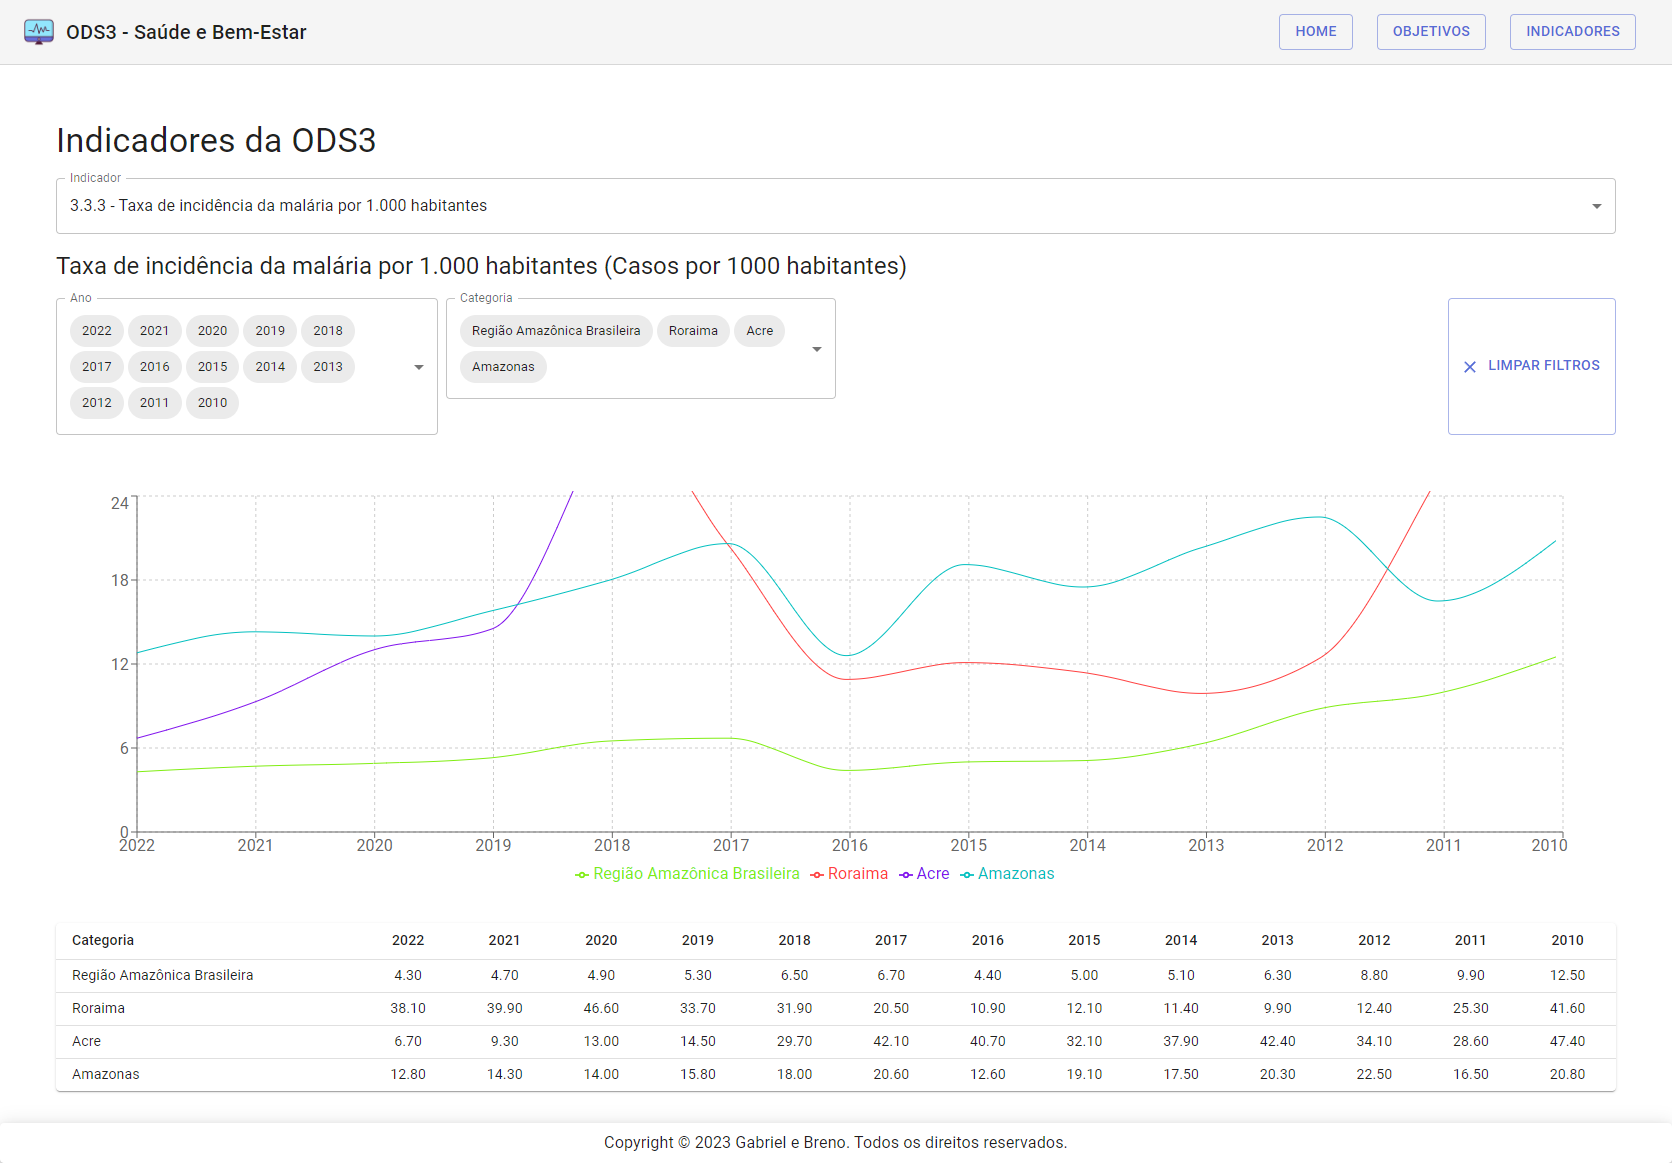 ODS3 - Saúde e Bem-Estar
HOME
OBJETIVOS
INDICADORES
Indicadores da ODS3
Indicador
3.3.3 - Taxa de incidência da malária por 1.000 habitantes
Taxa de incidência da malária por 1.000 habitantes (Casos por 1000 habitantes)
Ano
2022 2021 2020 2019 2018
2017 2016 2015 2014 2013
2012 2011 2010
Categoria
Região Amazônica Brasileira Roraima Acre
Amazonas
LIMPAR FILTROS
24
18
12
6
0
2022 2021 2020 2019 2018 2017 2016 2015 2014 2013 2012 2011 2010
Região Amazônica Brasileira Roraima Acre Amazonas
Categoria 2022 2021 2020 2019 2018 2017 2016 2015 2014 2013 2012 2011 2010
Região Amazônica Brasileira 4.30 4.70 4.90 5.30 6.50 6.70 4.40 5.00 5.10 6.30 8.80 9.90 12.50
Roraima 38.10 39.90 46.60 33.70 31.90 20.50 10.90 12.10 11.40 9.90 12.40 25.30 41.60
Acre 6.70 9.30 13.00 14.50 29.70 42.10 40.70 32.10 37.90 42.40 34.10 28.60 47.40
Amazonas 12.80 14.30 14.00 15.80 18.00 20.60 12.60 19.10 17.50 20.30 22.50 16.50 20.80
Copyright © 2023 Gabriel e Breno. Todos os direitos reservados.